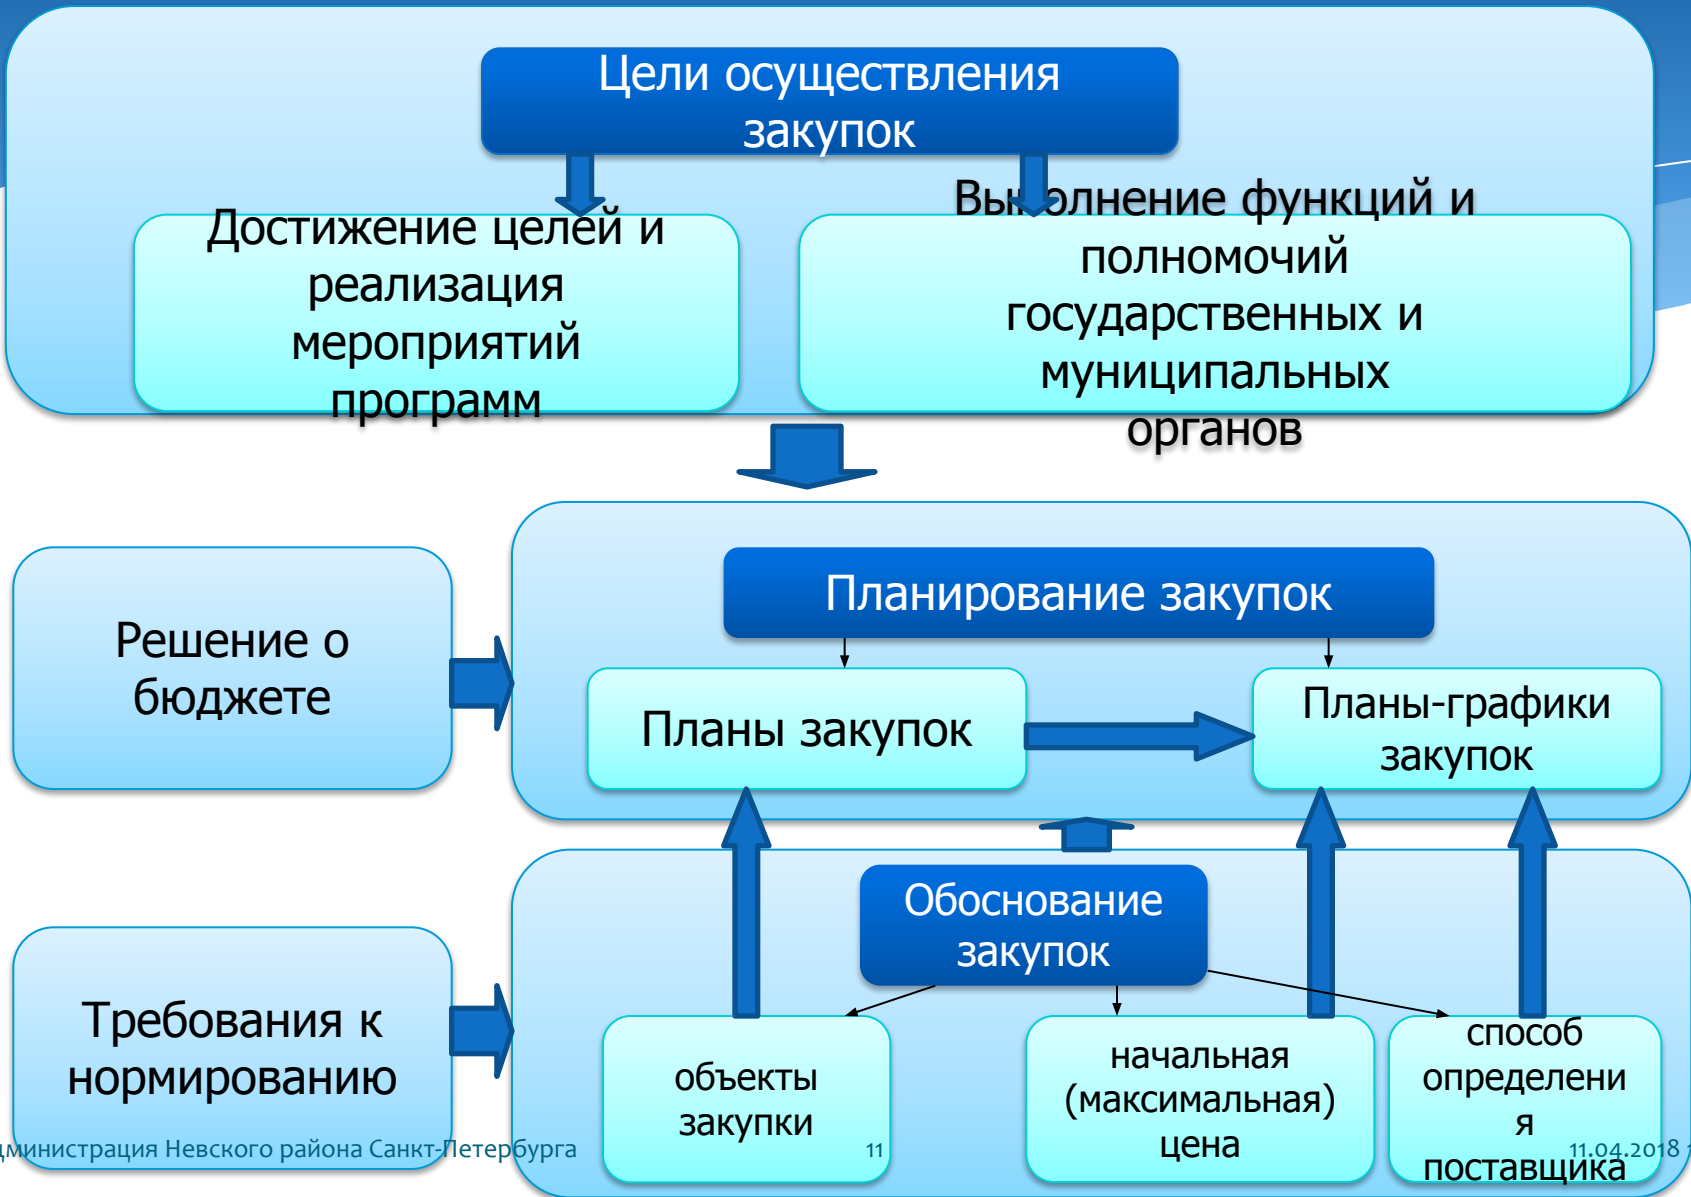 Цели осуществления
закупок
Достижение целей и
реализация
мероприятий
программ
Выполнение функций и
полномочий
государственных и
муниципальных
органов
Решение о
бюджете
Планирование закупок
Планы закупок
Планы-графики
закупок
Требования к
нормированию
Обоснование
закупок
объекты
закупки
начальная
(максимальная)
цена
способ
определени
я
поставщика
дминистрация Невского района Санкт-Петербурга
11
11.04.2018 1